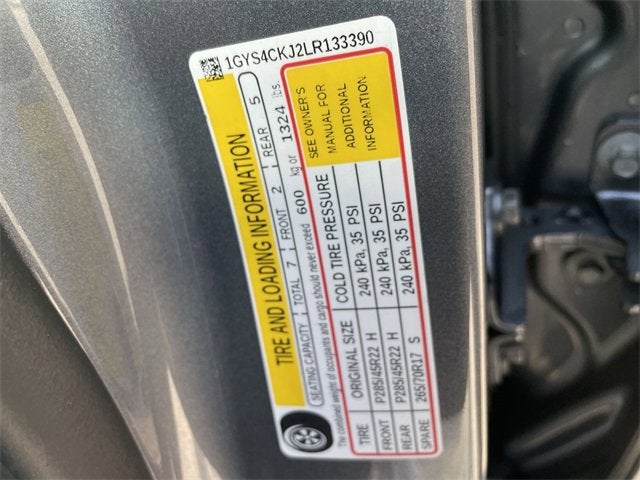 1GYS4CKJ2LR133390
TIRE AND LOADING INFORMATION
SEATING CAPACITY TOTAL 7 FRONT 2 REAR 5
The combined weight of occupants and cargo should never exceed 600 kg or 1324 lbs.
TIRE ORIGINAL SIZE COLD TIRE PRESSURE
FRONT P285/45R22 H 240 kPa, 35 PSI
REAR P285/45R22 H 240 kPa, 35 PSI
SPARE 265/70R17 S 240 kPa, 35 PSI
SEE OWNER'S
MANUAL FOR
ADDITIONAL
INFORMATION